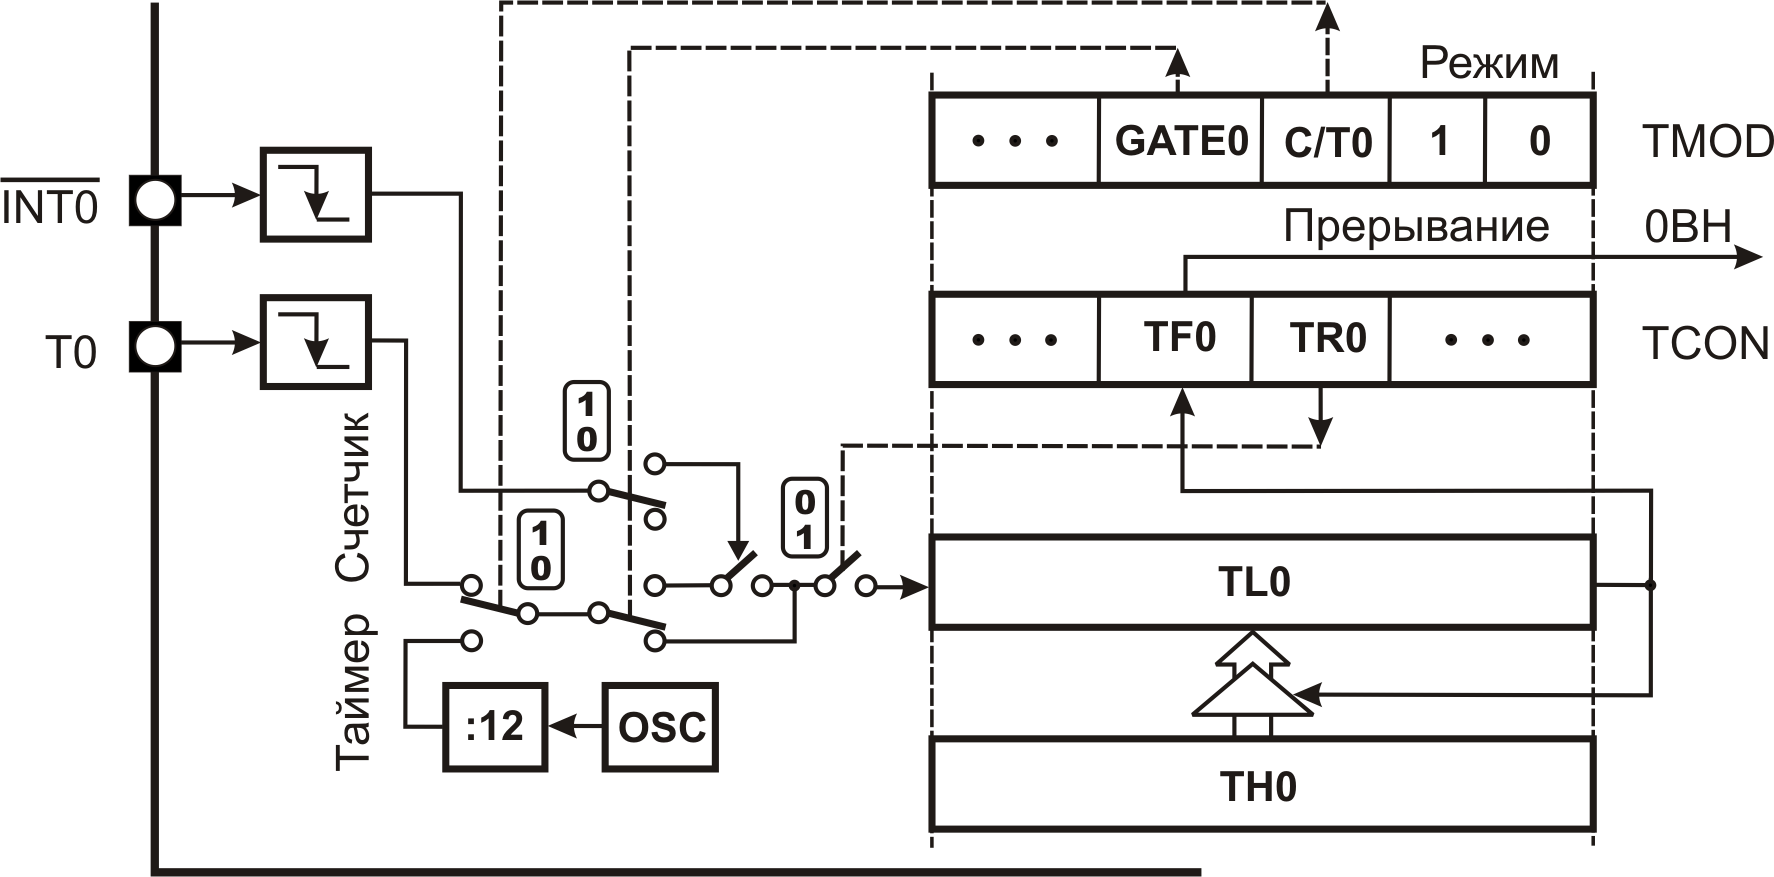 Режим
• • • GATE0 C/T0 1 0 TMOD
INT0
Прерывание 0BH
T0
• • • TF0 TR0 • • • TCON
Счетчик
Таймер
1
0
1
0
0
1
TL0
:12
OSC
TH0